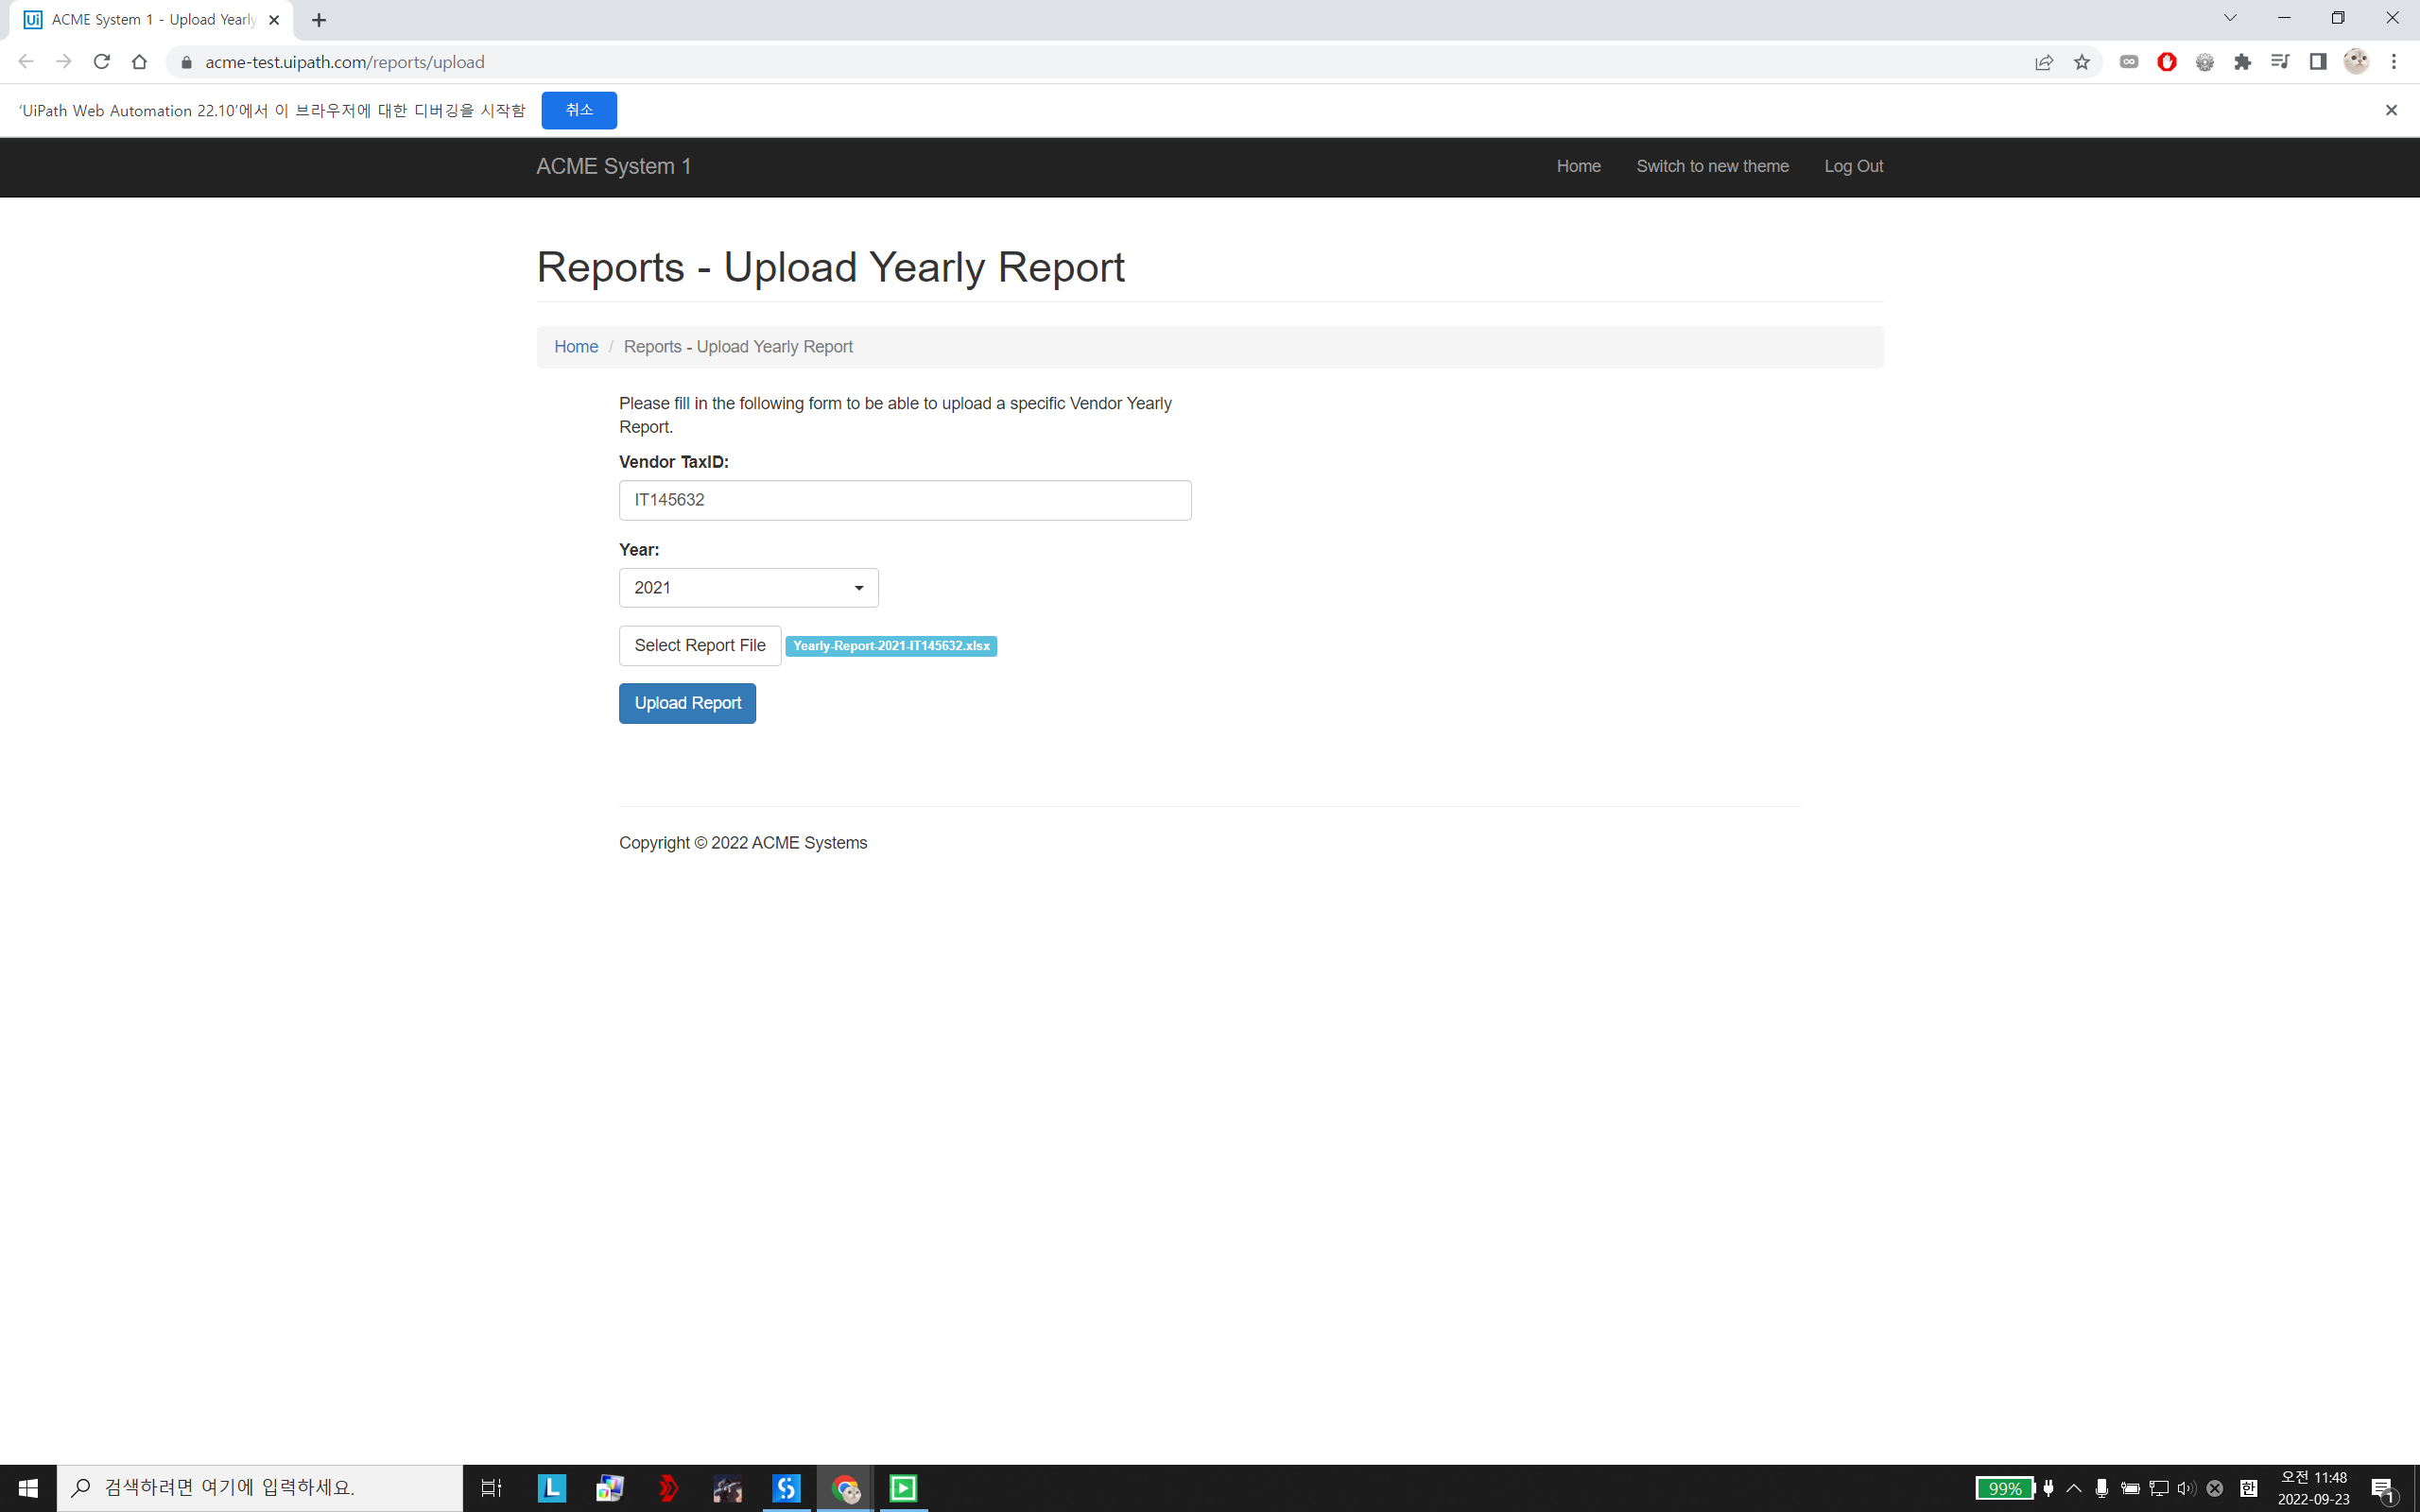 ACME System 1 - Upload Yearly
acme-test.uipath.com/reports/upload
'UiPath Web Automation 22.10'에서 이 브라우저에 대한 디버깅을 시작함 취소
ACME System 1 Home Switch to new theme Log Out
Reports - Upload Yearly Report
Home / Reports - Upload Yearly Report
Please fill in the following form to be able to upload a specific Vendor Yearly
Report.
Vendor TaxID:
IT145632
Year:
2021
Select Report File Yearly-Report-2021-IT145632.xlsx
Upload Report
Copyright © 2022 ACME Systems
검색하려면 여기에 입력하세요.
99% 한 오전 11:48
2022-09-23
1